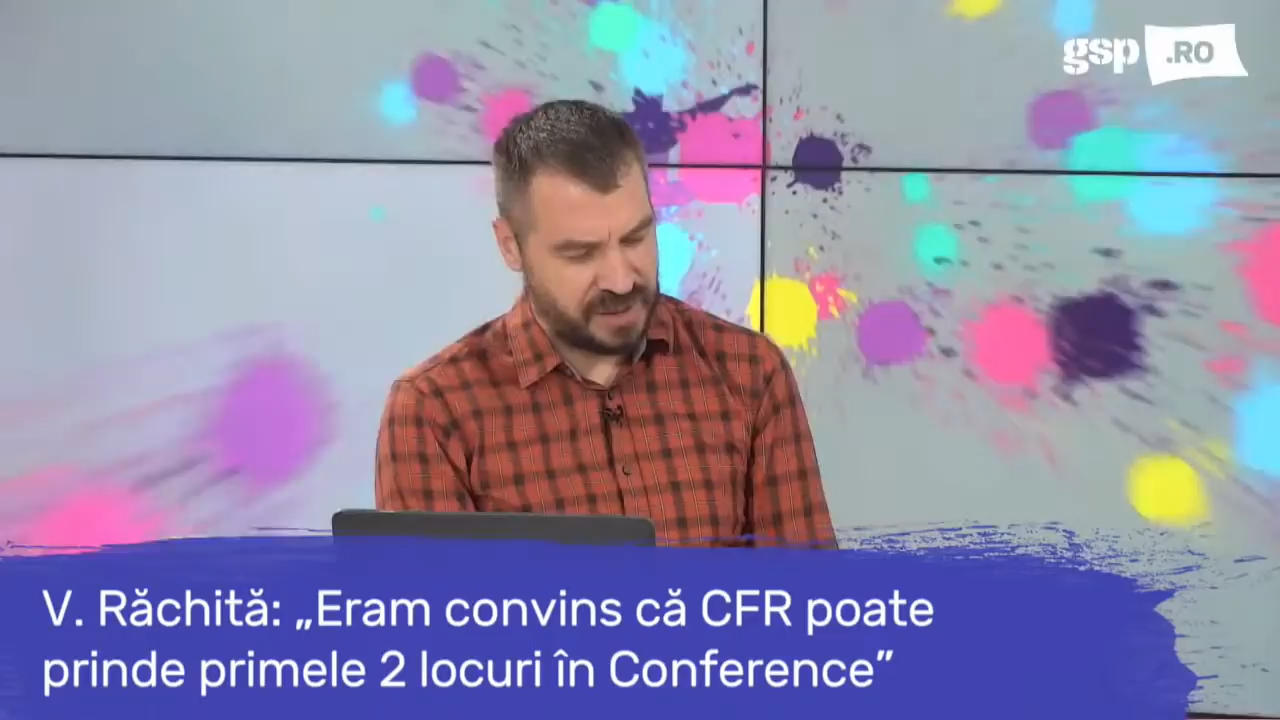 gsp .RO
V. Răchită: „Eram convins că CFR poate
prinde primele 2 locuri în Conference”